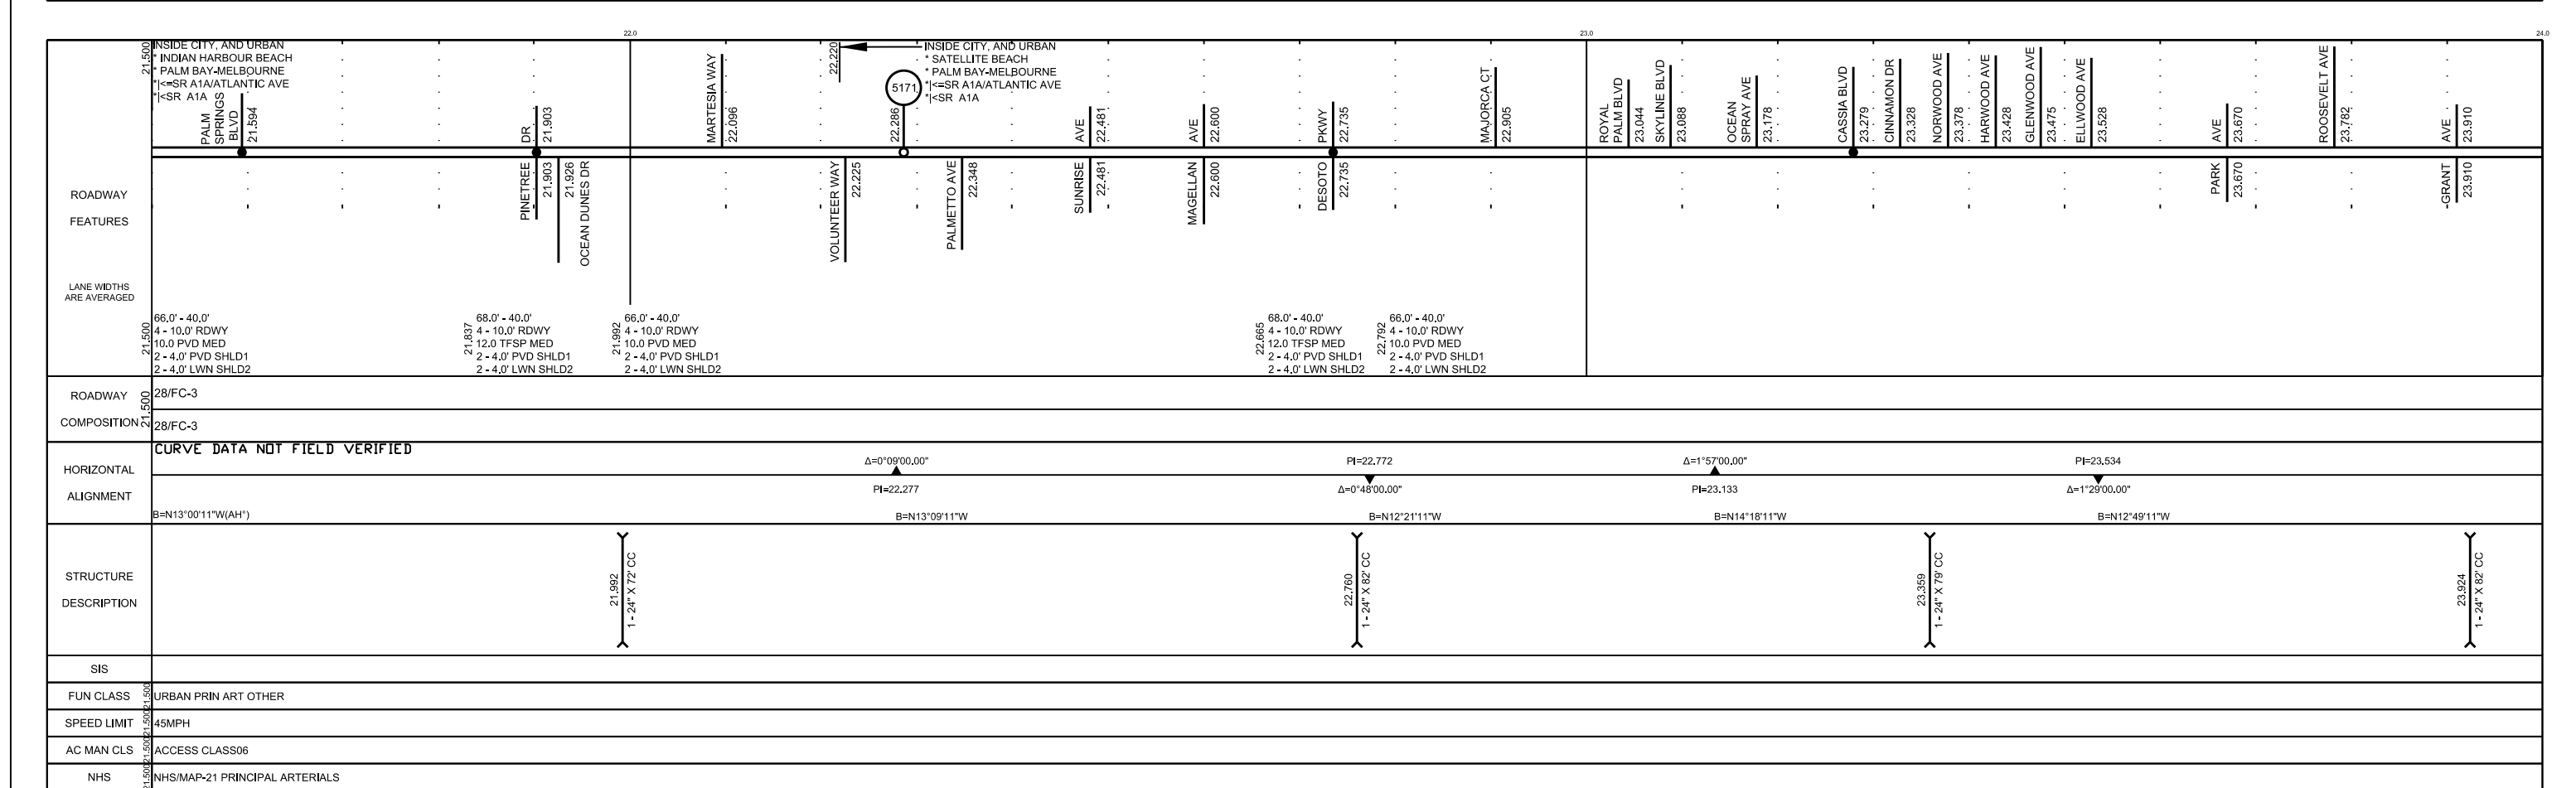 22.0
23.0
24.0
21.500
INSIDE CITY, AND URBAN
* INDIAN HARBOUR BEACH
* PALM BAY-MELBOURNE
*|<=SR A1A/ATLANTIC AVE
*|<SR A1A
22.220
INSIDE CITY, AND URBAN
* SATELLITE BEACH
* PALM BAY-MELBOURNE
*|<=SR A1A/ATLANTIC AVE
*|<SR A1A
PALM
SPRINGS
BLVD
21.594
DR
21.903
MARTESIA WAY
22.096
5171
22.286
AVE
22.481
AVE
22.600
PKWY
22.735
MAJORCA CT
22.905
ROYAL
PALM BLVD
23.044
SKYLINE BLVD
23.088
OCEAN
SPRAY AVE
23.178
CASSIA BLVD
23.279
CINNAMON DR
23.328
NORWOOD AVE
23.378
HARWOOD AVE
23.428
GLENWOOD AVE
23.475
ELLWOOD AVE
23.528
AVE
23.670
ROOSEVELT AVE
23.782
AVE
23.910
ROADWAY
FEATURES
PINETREE
21.903
21.926
OCEAN DUNES DR
VOLUNTEER WAY
22.225
PALMETTO AVE
22.348
SUNRISE
22.481
MAGELLAN
22.600
DESOTO
22.735
PARK
23.670
GRANT
23.910
LANE WIDTHS
ARE AVERAGED
21.500
66.0' - 40.0'
4 - 10.0' RDWY
10.0 PVD MED
2 - 4.0' PVD SHLD1
2 - 4.0' LWN SHLD2
21.837
68.0' - 40.0'
4 - 10.0' RDWY
12.0 TFSP MED
2 - 4.0' PVD SHLD1
2 - 4.0' LWN SHLD2
21.992
66.0' - 40.0'
4 - 10.0' RDWY
10.0 PVD MED
2 - 4.0' PVD SHLD1
2 - 4.0' LWN SHLD2
22.665
68.0' - 40.0'
4 - 10.0' RDWY
12.0 TFSP MED
2 - 4.0' PVD SHLD1
2 - 4.0' LWN SHLD2
22.792
66.0' - 40.0'
4 - 10.0' RDWY
10.0 PVD MED
2 - 4.0' PVD SHLD1
2 - 4.0' LWN SHLD2
ROADWAY
COMPOSITION
21.500
28/FC-3
28/FC-3
HORIZONTAL
ALIGNMENT
CURVE DATA NOT FIELD VERIFIED
Δ=0°09'00.00"
PI=22.772
Δ=1°57'00.00"
PI=23.534
PI=22.277
Δ=0°48'00.00"
PI=23.133
Δ=1°29'00.00"
B=N13°00'11"W(AH*)
B=N13°09'11"W
B=N12°21'11"W
B=N14°18'11"W
B=N12°49'11"W
STRUCTURE
DESCRIPTION
21.992
1 - 24" X 72' CC
22.760
1 - 24" X 82' CC
23.359
1 - 24" X 79' CC
23.924
1 - 24" X 82' CC
SIS
FUN CLASS
21.500
URBAN PRIN ART OTHER
SPEED LIMIT
21.500
45MPH
AC MAN CLS
21.500
ACCESS CLASS06
NHS
21.500
NHS/MAP-21 PRINCIPAL ARTERIALS